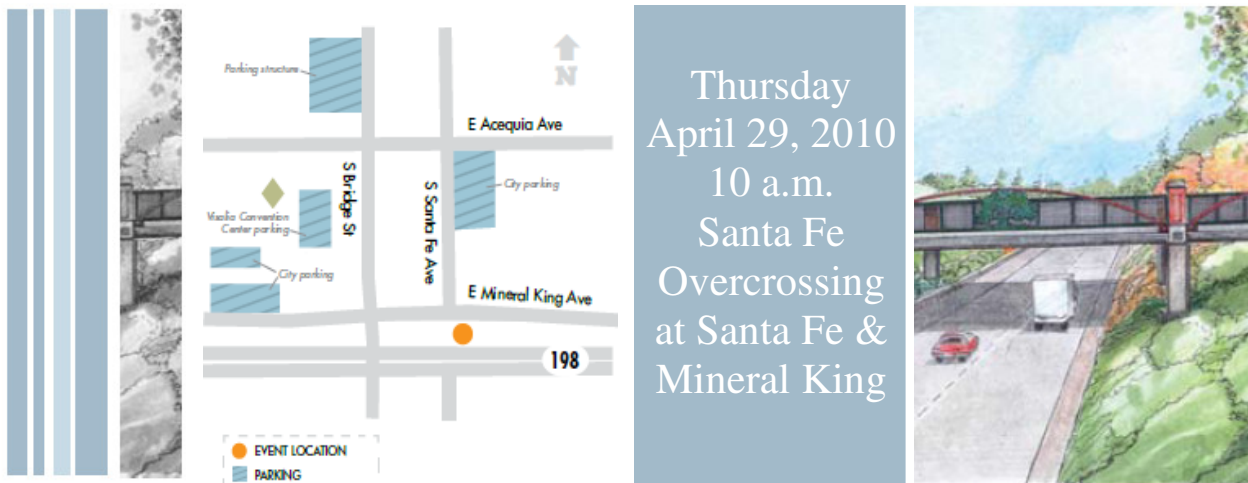 Parking structure
N
E Acequia Ave
S Bridge St
S Santa Fe Ave
City parking
Visalia Convention
Center parking
City parking
E Mineral King Ave
198
EVENT LOCATION
PARKING
Thursday
April 29, 2010
10 a.m.
Santa Fe
Overcrossing
at Santa Fe &
Mineral King